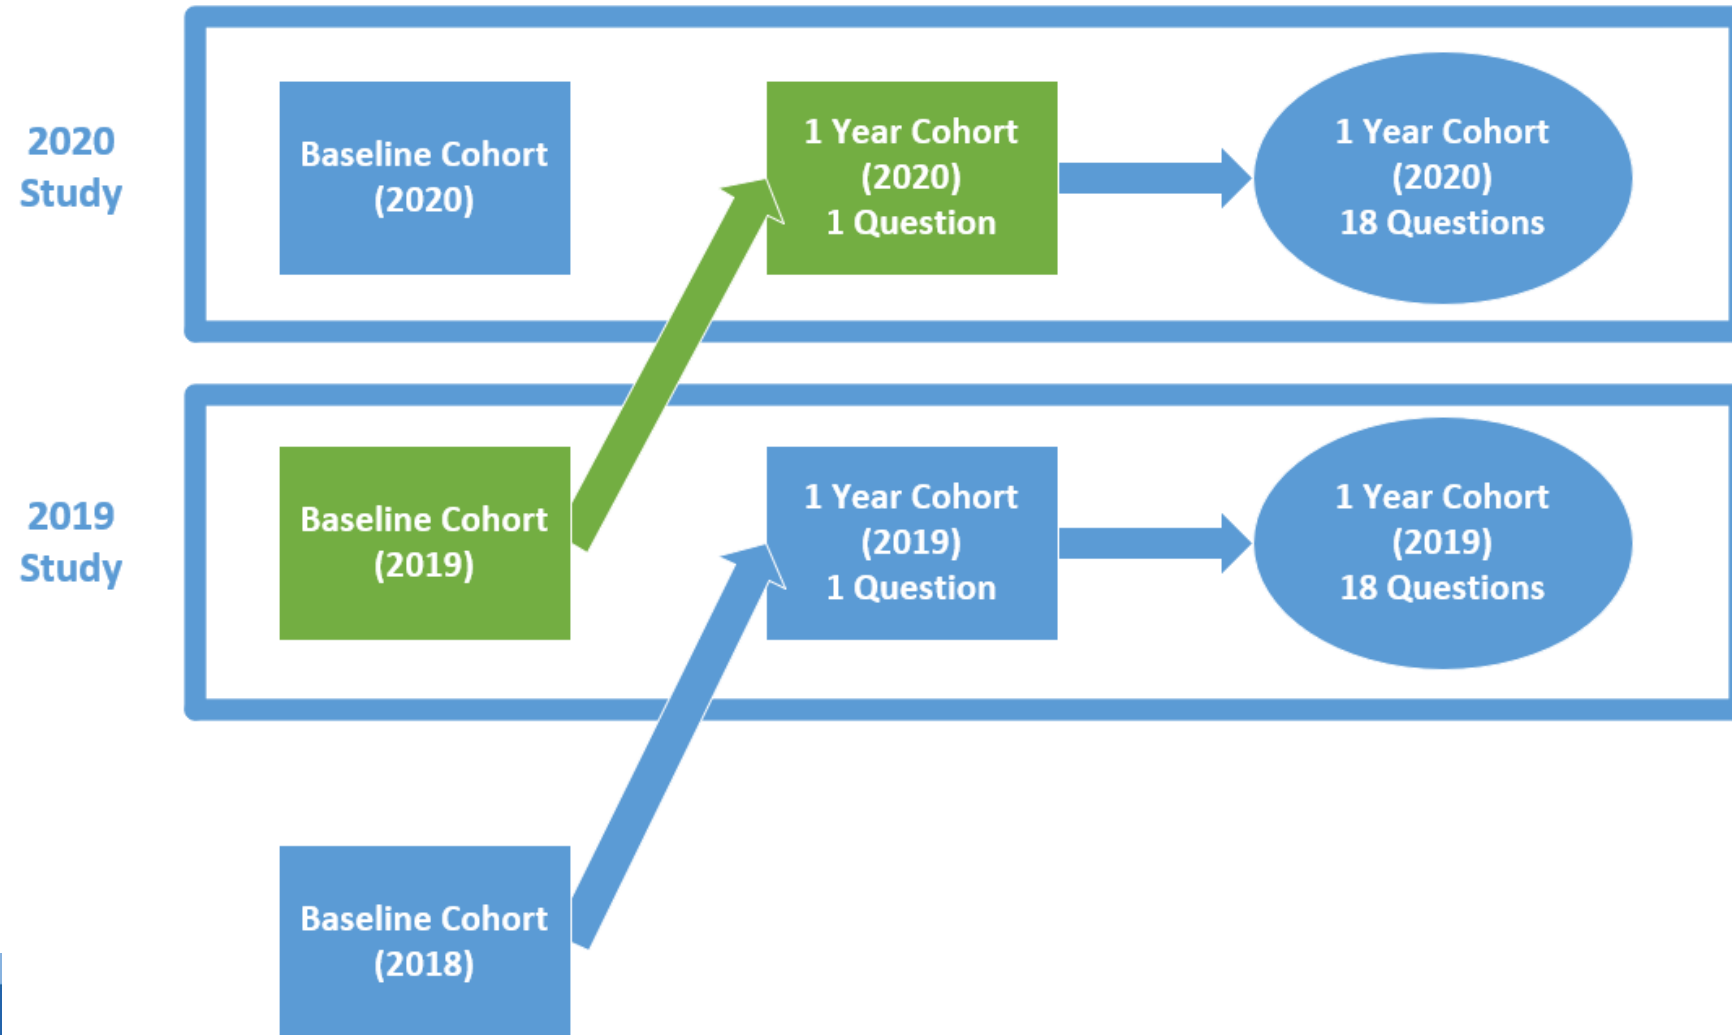 2020
Study
Baseline Cohort
(2020)
1 Year Cohort
(2020)
1 Question
1 Year Cohort
(2020)
18 Questions
2019
Study
Baseline Cohort
(2019)
1 Year Cohort
(2019)
1 Question
1 Year Cohort
(2019)
18 Questions
Baseline Cohort
(2018)